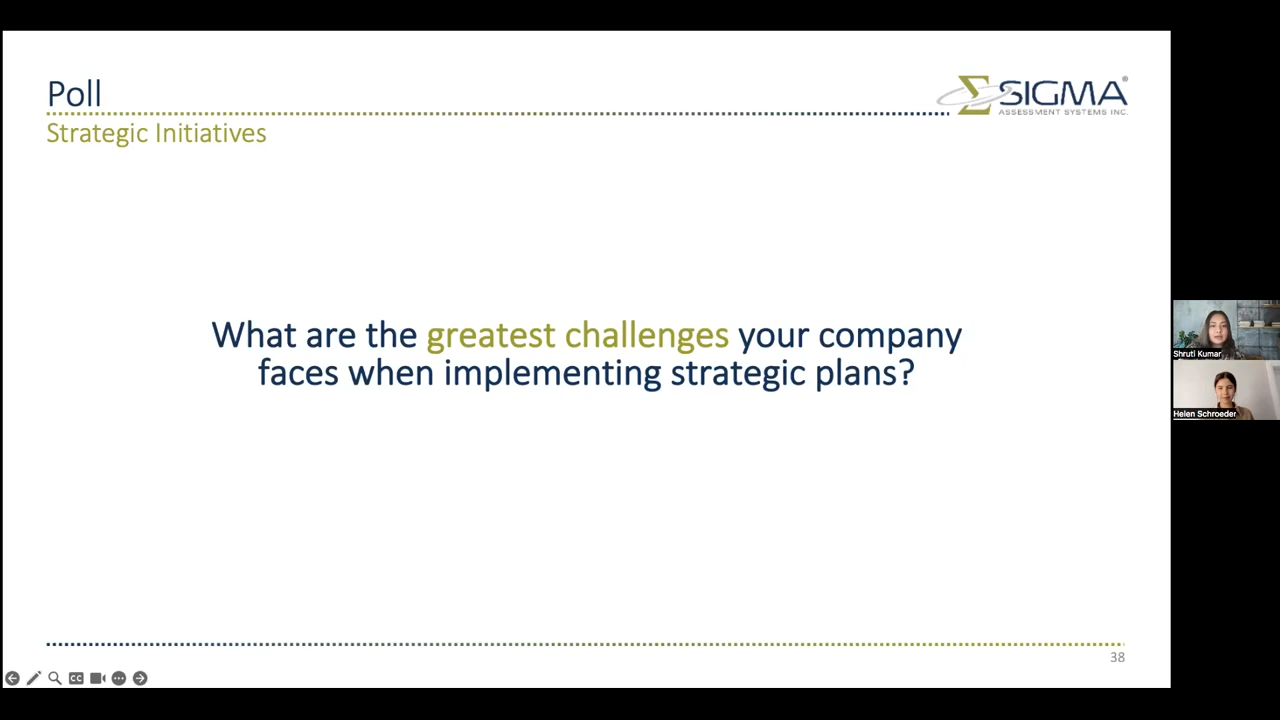 Poll
Strategic Initiatives
SIGMA®
ASSESSMENT SYSTEMS INC.
What are the greatest challenges your company
faces when implementing strategic plans?
Shruti Kumar
Helen Schroeder
38
CC